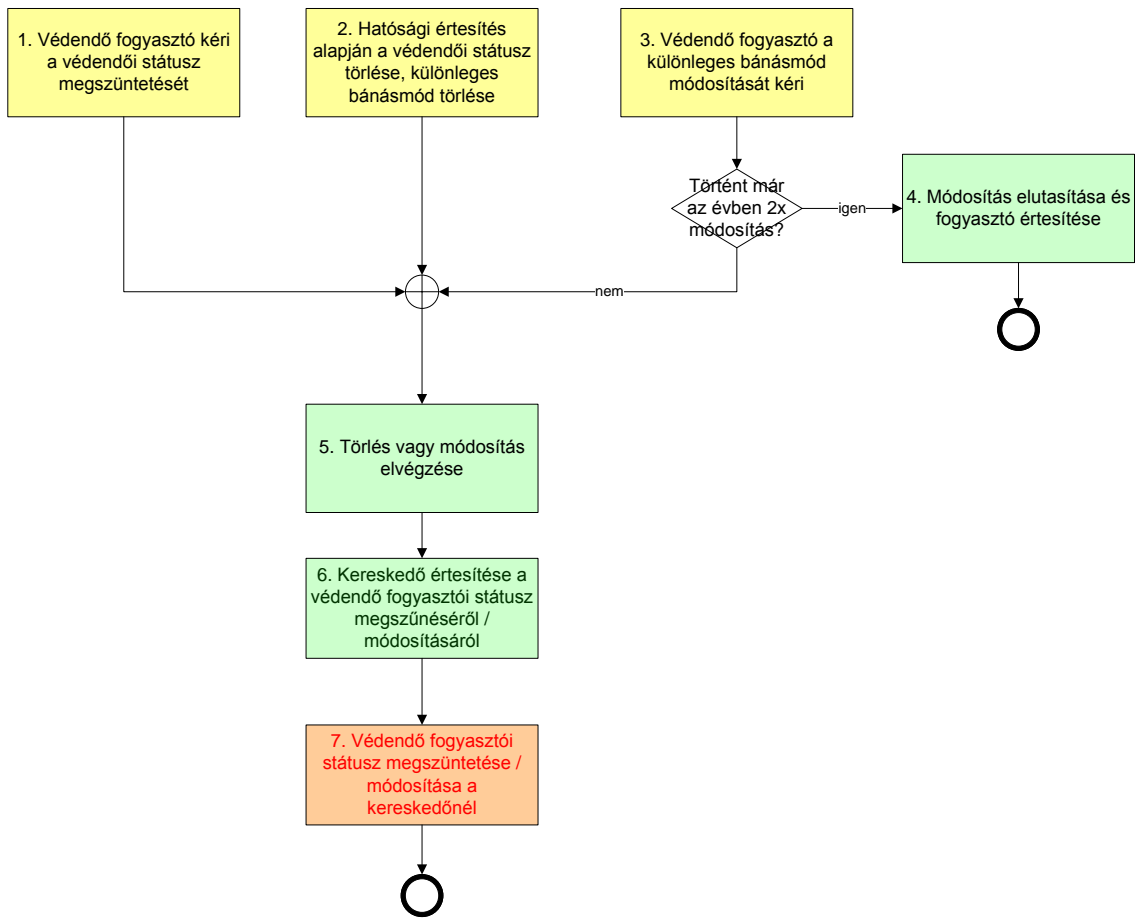 1. Védendő fogyasztó kéri
a védendői státusz
megszüntetését
2. Hatósági értesítés
alapján a védendői státusz
törlése, különleges
bánásmód törlése
3. Védendő fogyasztó a
különleges bánásmód
módosítását kéri
Történt már
az évben 2x
módosítás?
igen
4. Módosítás elutasítása és
fogyasztó értesítése
nem
5. Törlés vagy módosítás
elvégzése
6. Kereskedő értesítése a
védendő fogyasztói státusz
megszűnéséről /
módosításáról
7. Védendő fogyasztói
státusz megszüntetése /
módosítása a
kereskedőnél